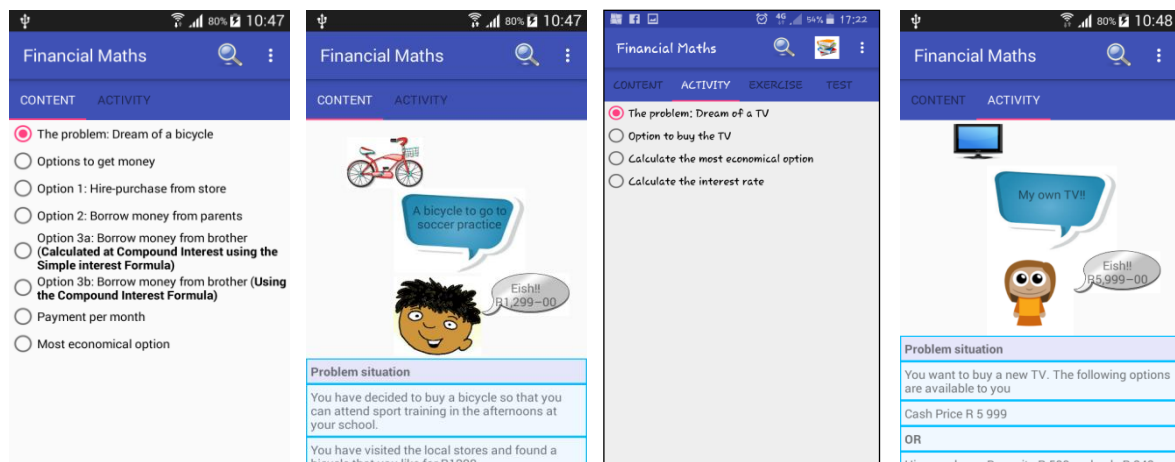 80% 10:47
Financial Maths
CONTENT ACTIVITY
The problem: Dream of a bicycle
Options to get money
Option 1: Hire-purchase from store
Option 2: Borrow money from parents
Option 3a: Borrow money from brother
(Calculated at Compound Interest using the
Simple interest Formula)
Option 3b: Borrow money from brother (Using
the Compound Interest Formula)
Payment per month
Most economical option
80% 10:47
Financial Maths
CONTENT ACTIVITY
A bicycle to go to
soccer practice
Eish!!
R1,299-00
Problem situation
You have decided to buy a bicycle so that you
can attend sport training in the afternoons at
your school.
You have visited the local stores and found a
4G 54% 17:22
Financial Maths
CONTENT ACTIVITY EXERCISE TEST
The problem: Dream of a TV
Option to buy the TV
Calculate the most economical option
Calculate the interest rate
80% 10:48
Financial Maths
CONTENT ACTIVITY
My own TV!!
Eish!!
R5,999-00
Problem situation
You want to buy a new TV. The following options
are available to you
Cash Price R 5 999
OR